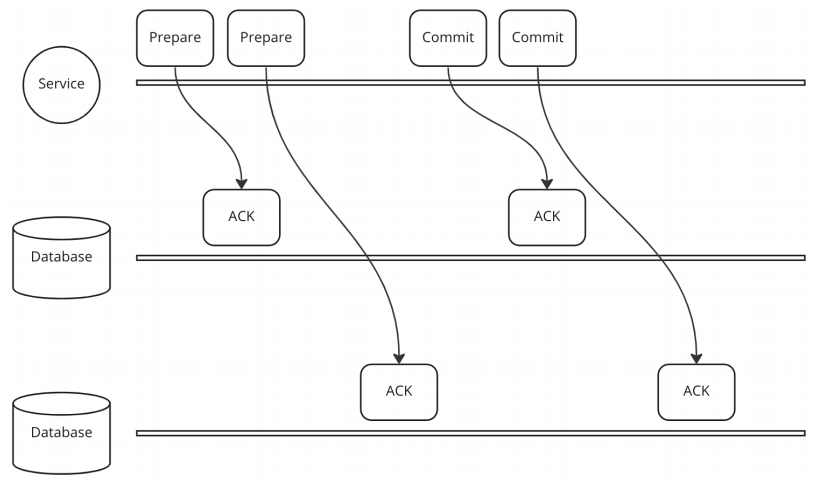 Prepare
Prepare
Commit
Commit
Service
ACK
ACK
Database
ACK
ACK
Database